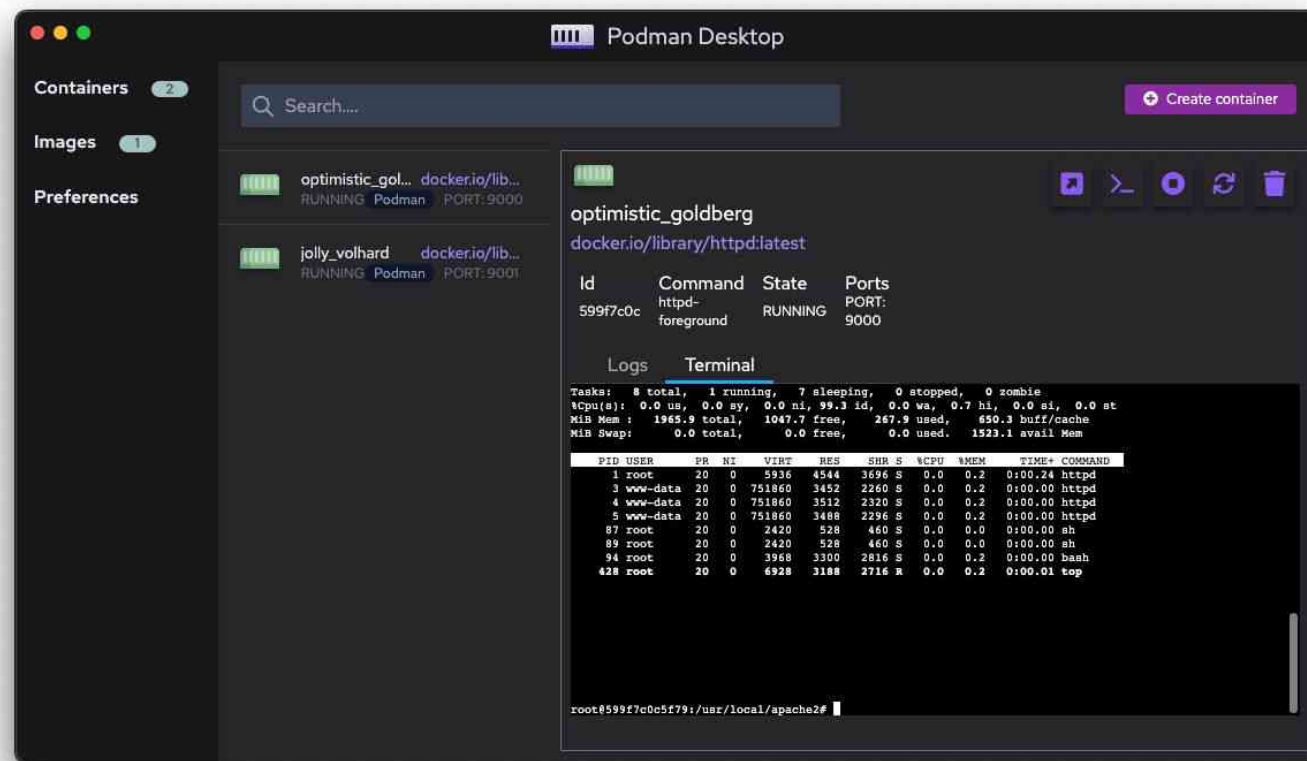 Podman Desktop
Containers 2
Images 1
Preferences
Search....
Create container
optimistic_gol... docker.io/lib...
RUNNING Podman PORT: 9000
jolly_volhard docker.io/lib...
RUNNING Podman PORT: 9001
optimistic_goldberg
docker.io/library/httpd:latest
Id Command State Ports
599f7c0c httpd-foreground RUNNING PORT: 9000
Logs Terminal
Tasks: 8 total, 1 running, 7 sleeping, 0 stopped, 0 zombie
%Cpu(s): 0.0 us, 0.0 sy, 0.0 ni, 99.3 id, 0.0 wa, 0.7 hi, 0.0 si, 0.0 st
MiB Mem : 1965.9 total, 1047.7 free, 267.9 used, 650.3 buff/cache
MiB Swap: 0.0 total, 0.0 free, 0.0 used. 1523.1 avail Mem
PID USER PR NI VIRT RES SHR S %CPU %MEM TIME+ COMMAND
1 root 20 0 5936 4544 3696 S 0.0 0.2 0:00.24 httpd
3 www-data 20 0 751860 3452 2260 S 0.0 0.2 0:00.00 httpd
4 www-data 20 0 751860 3512 2320 S 0.0 0.2 0:00.00 httpd
5 www-data 20 0 751860 3488 2296 S 0.0 0.2 0:00.00 httpd
87 root 20 0 2420 528 460 S 0.0 0.0 0:00.00 sh
89 root 20 0 2420 528 460 S 0.0 0.0 0:00.00 sh
94 root 20 0 3968 3300 2816 S 0.0 0.2 0:00.00 bash
428 root 20 0 6928 3188 2716 R 0.0 0.2 0:00.01 top
root@599f7c0c5f79:/usr/local/apache2#